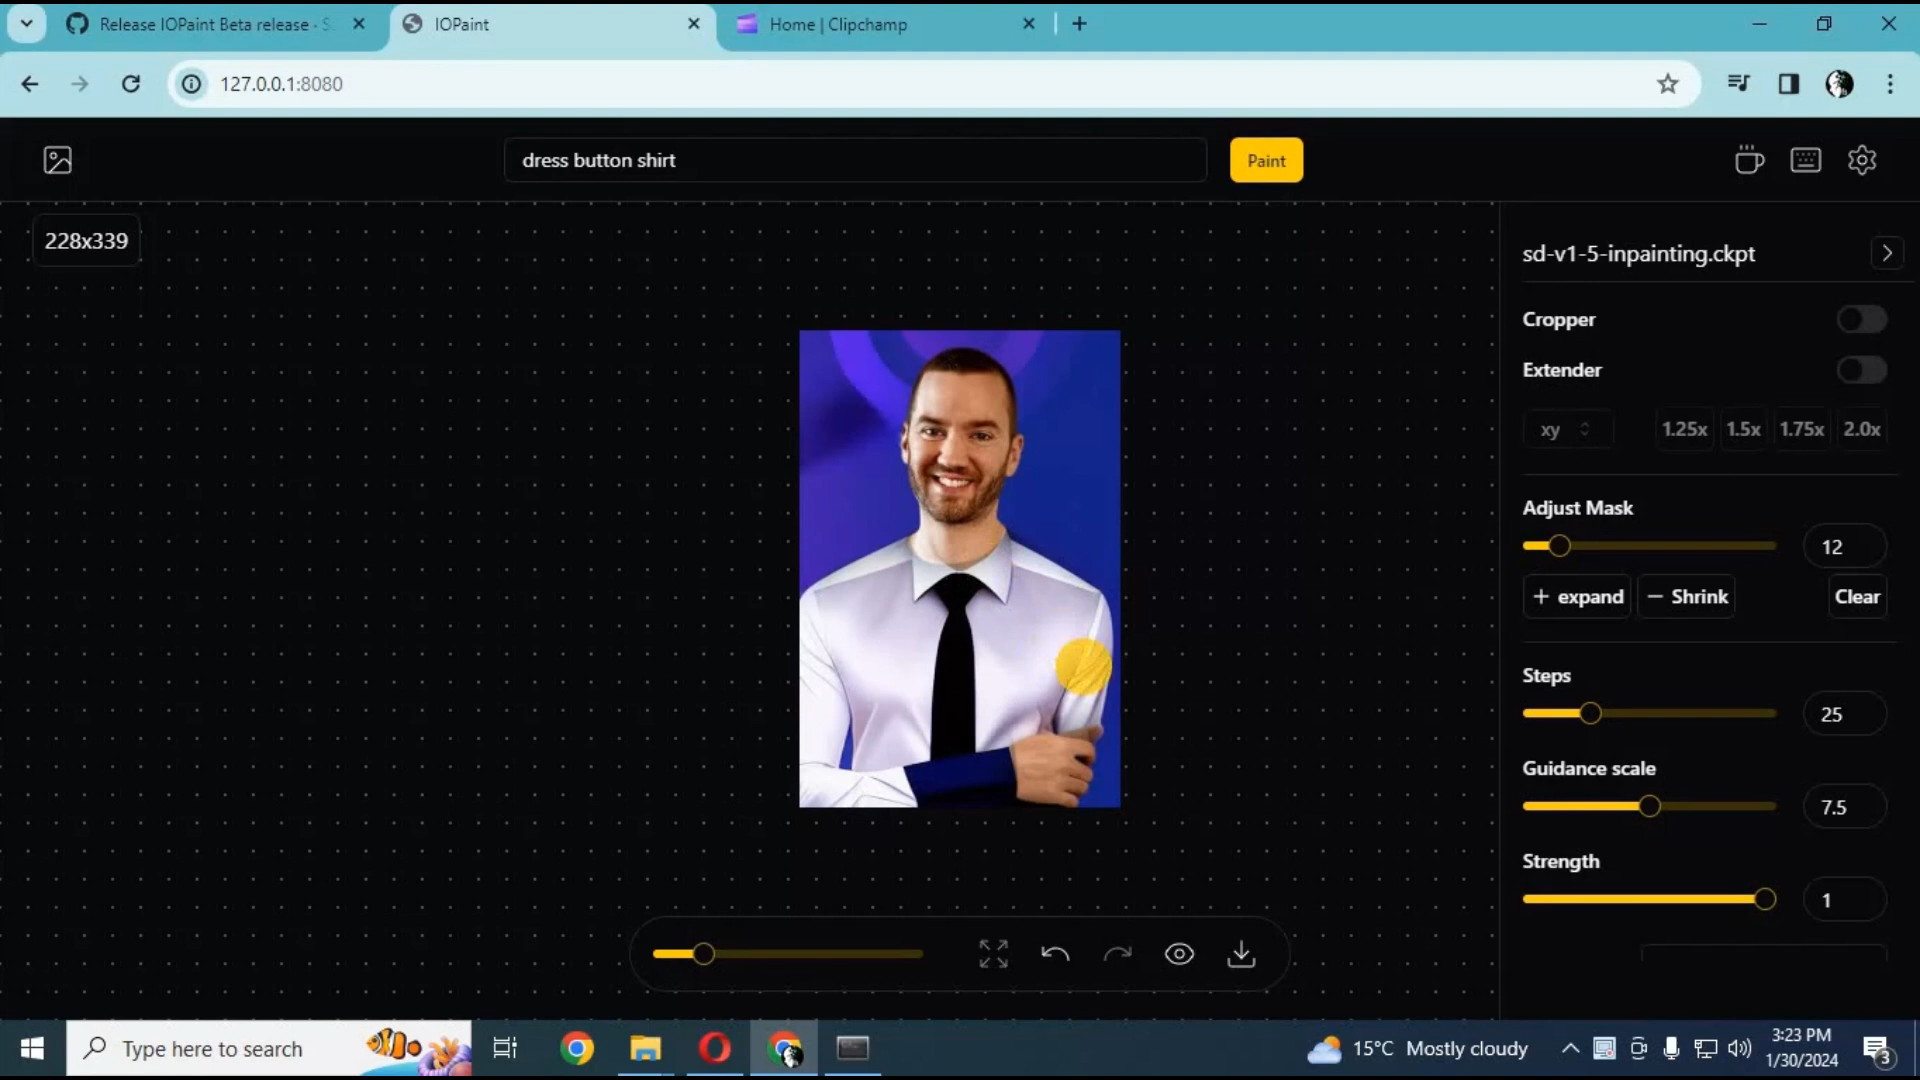 Release IOPaint Beta release · S
IOPaint
Home | Clipchamp
127.0.0.1:8080
dress button shirt
Paint
228x339
sd-v1-5-inpainting.ckpt
Cropper
Extender
xy
1.25x
1.5x
1.75x
2.0x
Adjust Mask
12
+ expand
− Shrink
Clear
Steps
25
Guidance scale
7.5
Strength
1
Type here to search
15°C Mostly cloudy
3:23 PM
1/30/2024
3